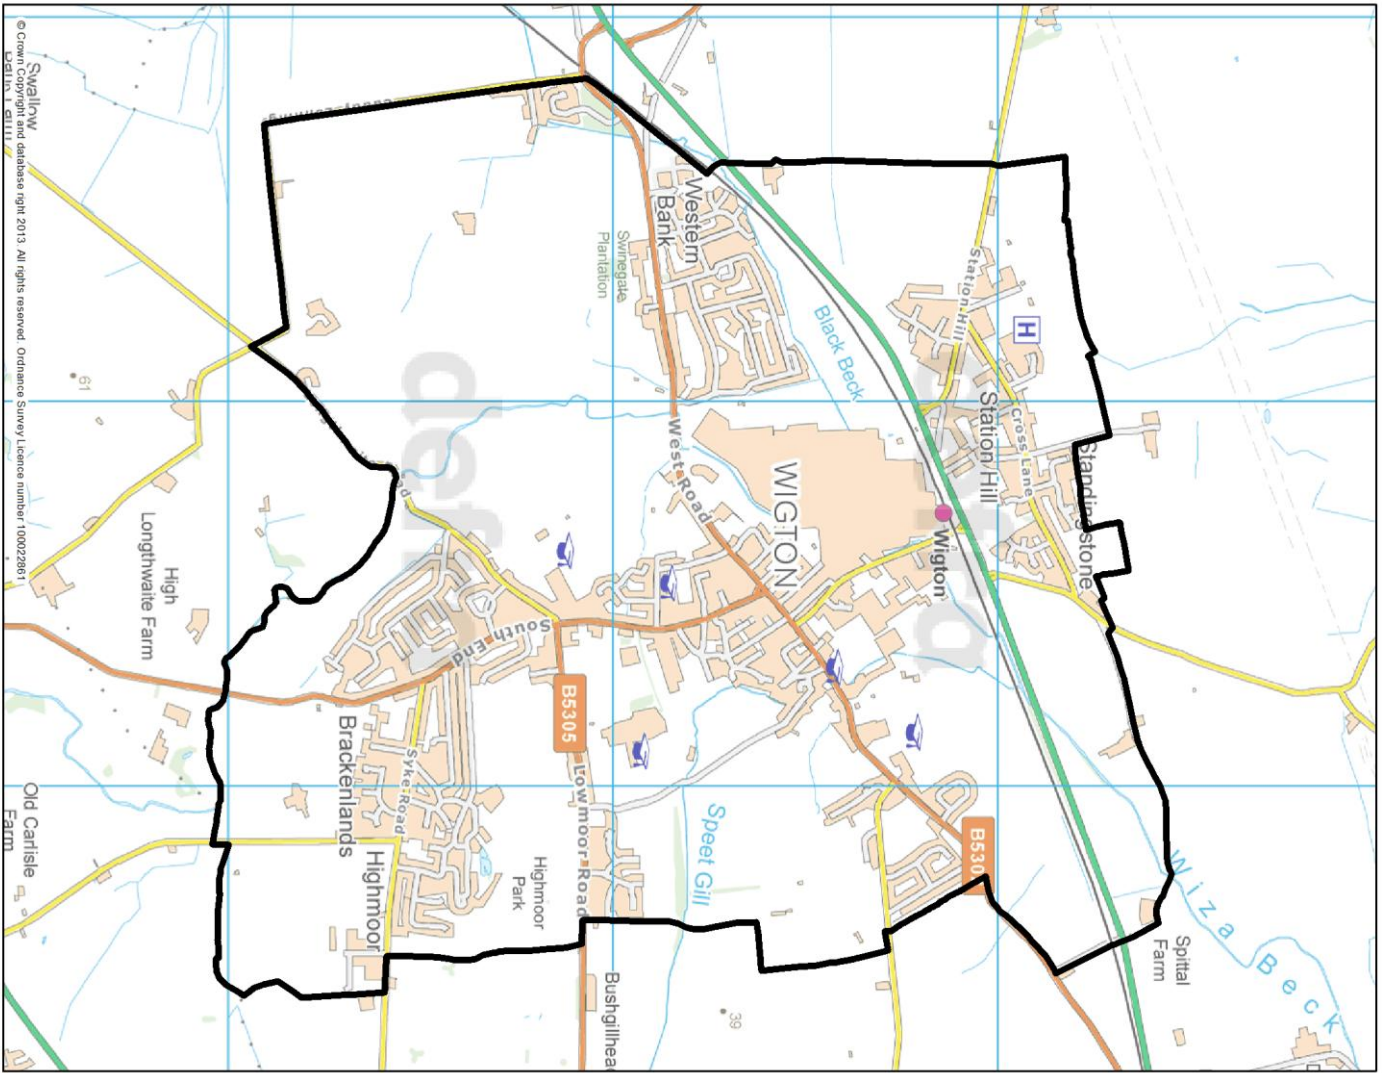 © Crown Copyright and database right 2013. All rights reserved. Ordnance Survey Licence number 100022861
Swallow
61
High
Longthwaite Farm
Old Carlisle
Farm
Western
Bank
Swinegate
Plantation
Black Beck
Station Hill
H
Station Hill
Cross Lane
Standingstone
West Road
WIGTON
Wigton
defra
defra
South End
B5305
Brackenlands
Syke Road
Highmoor
Highmoor
Park
Lowmoor Road
Speet Gill
B530
Wiza Beck
Spittal
Farm
39
Bushgillhea